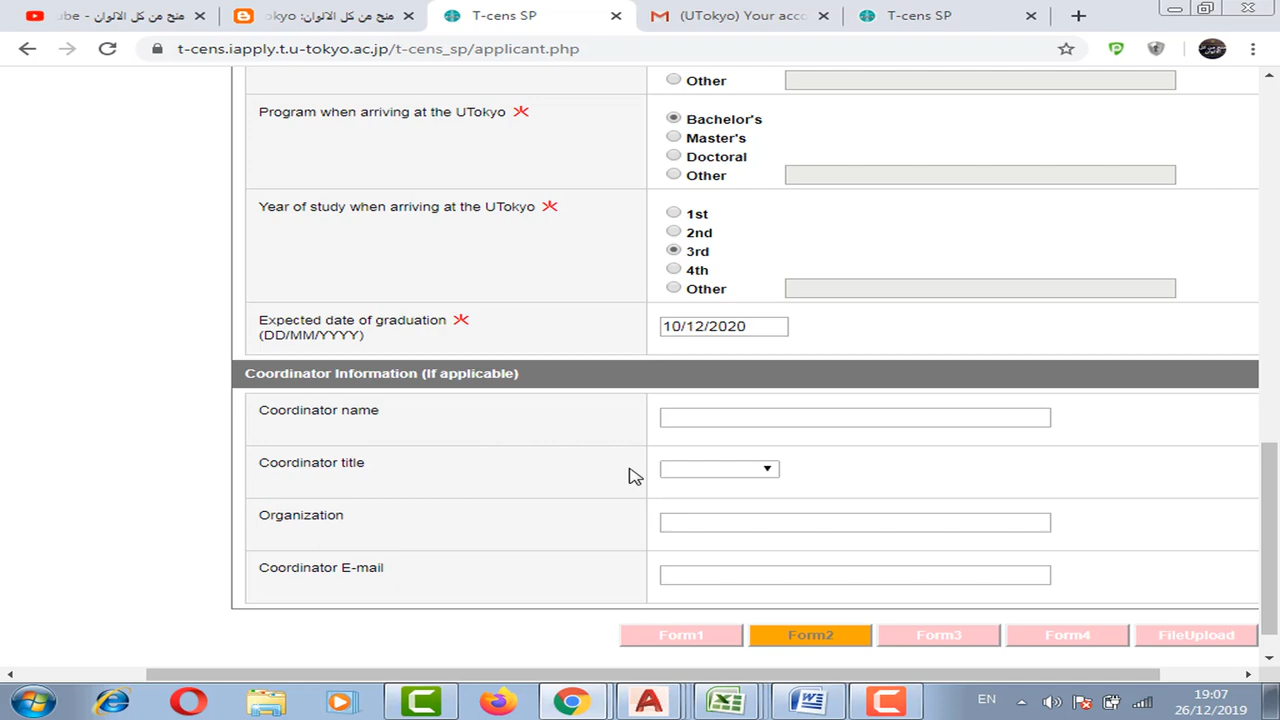 ube - منح من كل الالوان
okyo :منح من كل الالوان
T-cens SP
(UTokyo) Your acco
T-cens SP
t-cens.iapply.t.u-tokyo.ac.jp/t-cens_sp/applicant.php
Other
Program when arriving at the UTokyo
Bachelor's
Master's
Doctoral
Other
Year of study when arriving at the UTokyo
1st
2nd
3rd
4th
Other
Expected date of graduation
(DD/MM/YYYY)
10/12/2020
Coordinator Information (If applicable)
Coordinator name
Coordinator title
Organization
Coordinator E-mail
Form1 Form2 Form3 Form4 FileUpload
EN
19:07
26/12/2019